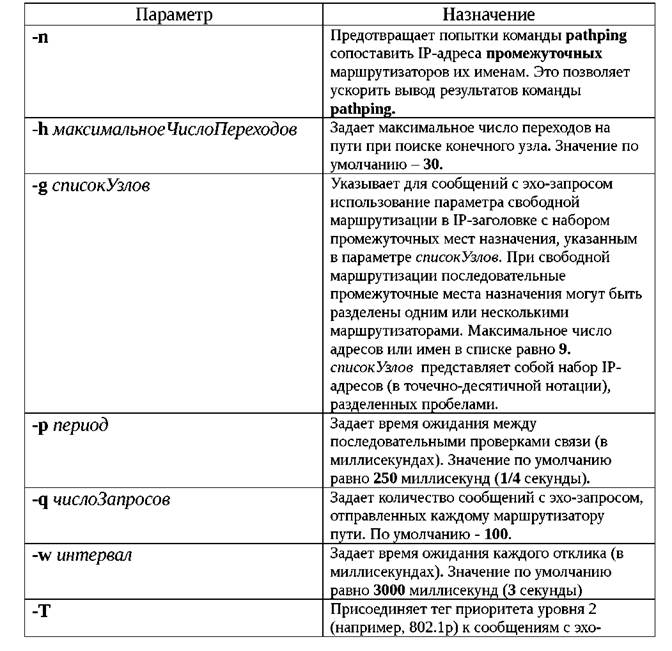 Параметр
Назначение
-n
Предотвращает попытки команды pathping
сопоставить IP-адреса промежуточных
маршрутизаторов их именам. Это позволяет
ускорить вывод результатов команды
pathping.
-h максимальноеЧислоПереходов
Задает максимальное число переходов на
пути при поиске конечного узла. Значение по
умолчанию – 30.
-g списокУзлов
Указывает для сообщений с эхо-запросом
использование параметра свободной
маршрутизации в IP-заголовке с набором
промежуточных мест назначения, указанным
в параметре списокУзлов. При свободной
маршрутизации последовательные
промежуточные места назначения могут быть
разделены одним или несколькими
маршрутизаторами. Максимальное число
адресов или имен в списке равно 9.
списокУзлов представляет собой набор IP-
адресов (в точечно-десятичной нотации),
разделенных пробелами.
-p период
Задает время ожидания между
последовательными проверками связи (в
миллисекундах). Значение по умолчанию
равно 250 миллисекунд (1/4 секунды).
-q числоЗапросов
Задает количество сообщений с эхо-запросом,
отправленных каждому маршрутизатору
пути. По умолчанию - 100.
-w интервал
Задает время ожидания каждого отклика (в
миллисекундах). Значение по умолчанию
равно 3000 миллисекунд (3 секунды)
-T
Присоединяет тег приоритета уровня 2
(например, 802.1p) к сообщениям с эхо-